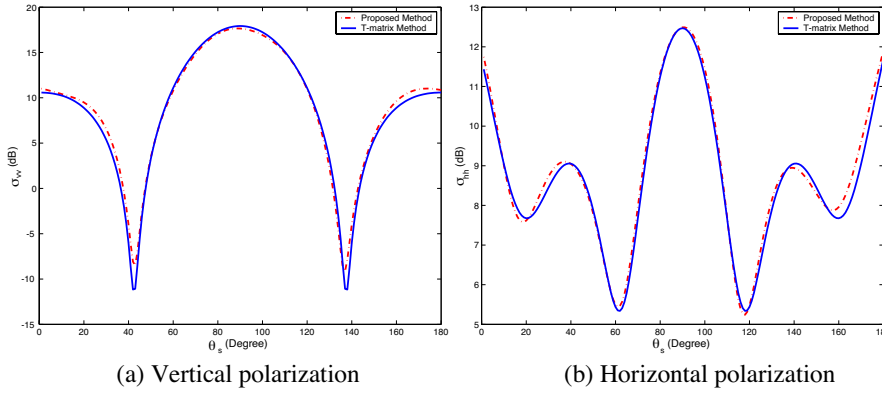 20
15
10
5
0
-5
-10
-15
σvv (dB)
0 20 40 60 80 100 120 140 160 180
θs (Degree)
Proposed Method
T-matrix Method
(a) Vertical polarization
13
12
11
10
9
8
7
6
5
σhh (dB)
0 20 40 60 80 100 120 140 160 180
θs (Degree)
Proposed Method
T-matrix Method
(b) Horizontal polarization